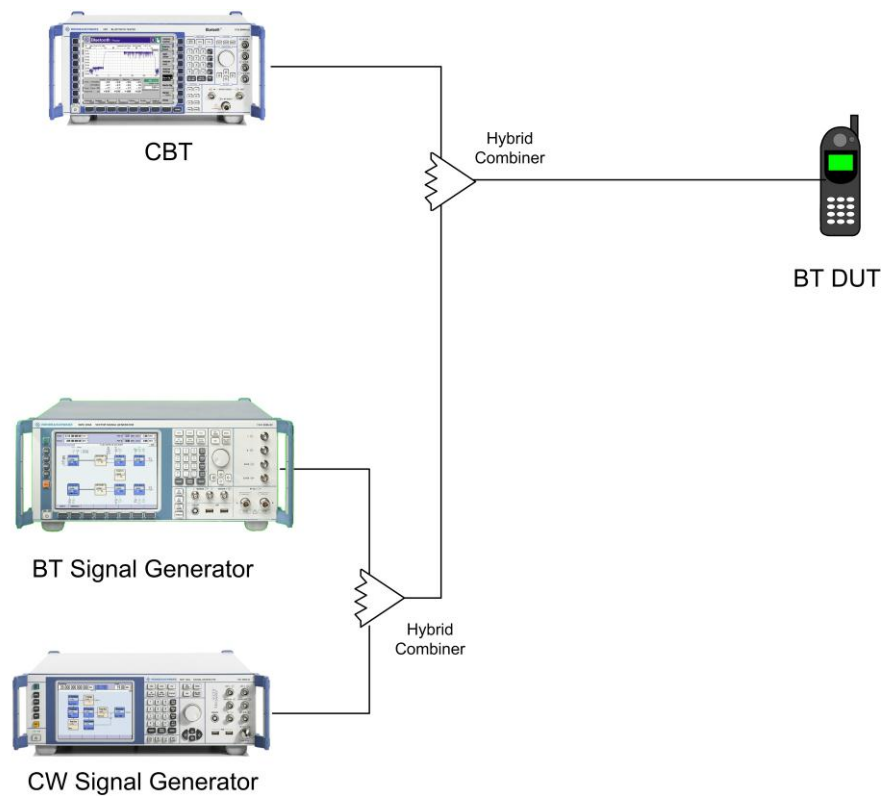 CBT
Hybrid
Combiner
BT DUT
BT Signal Generator
Hybrid
Combiner
CW Signal Generator